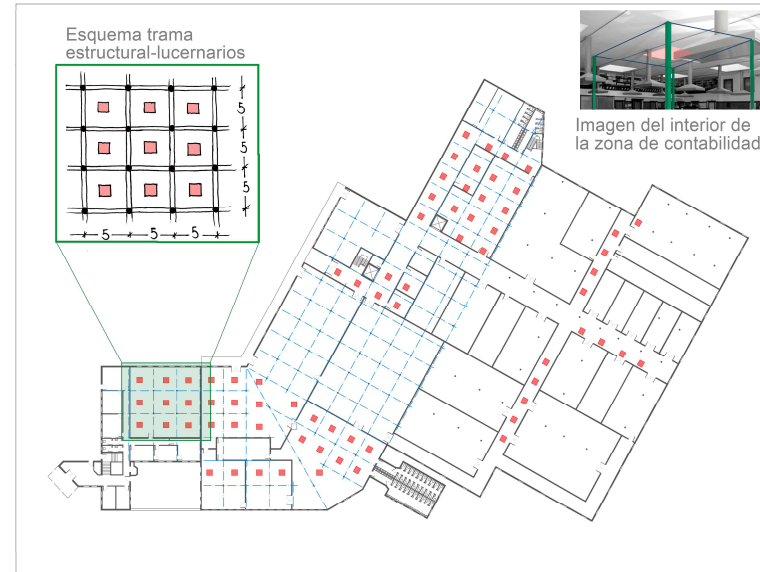 Esquema trama
estructural-lucernarios
5
5
5
5 5 5
Imagen del interior de
la zona de contabilidad